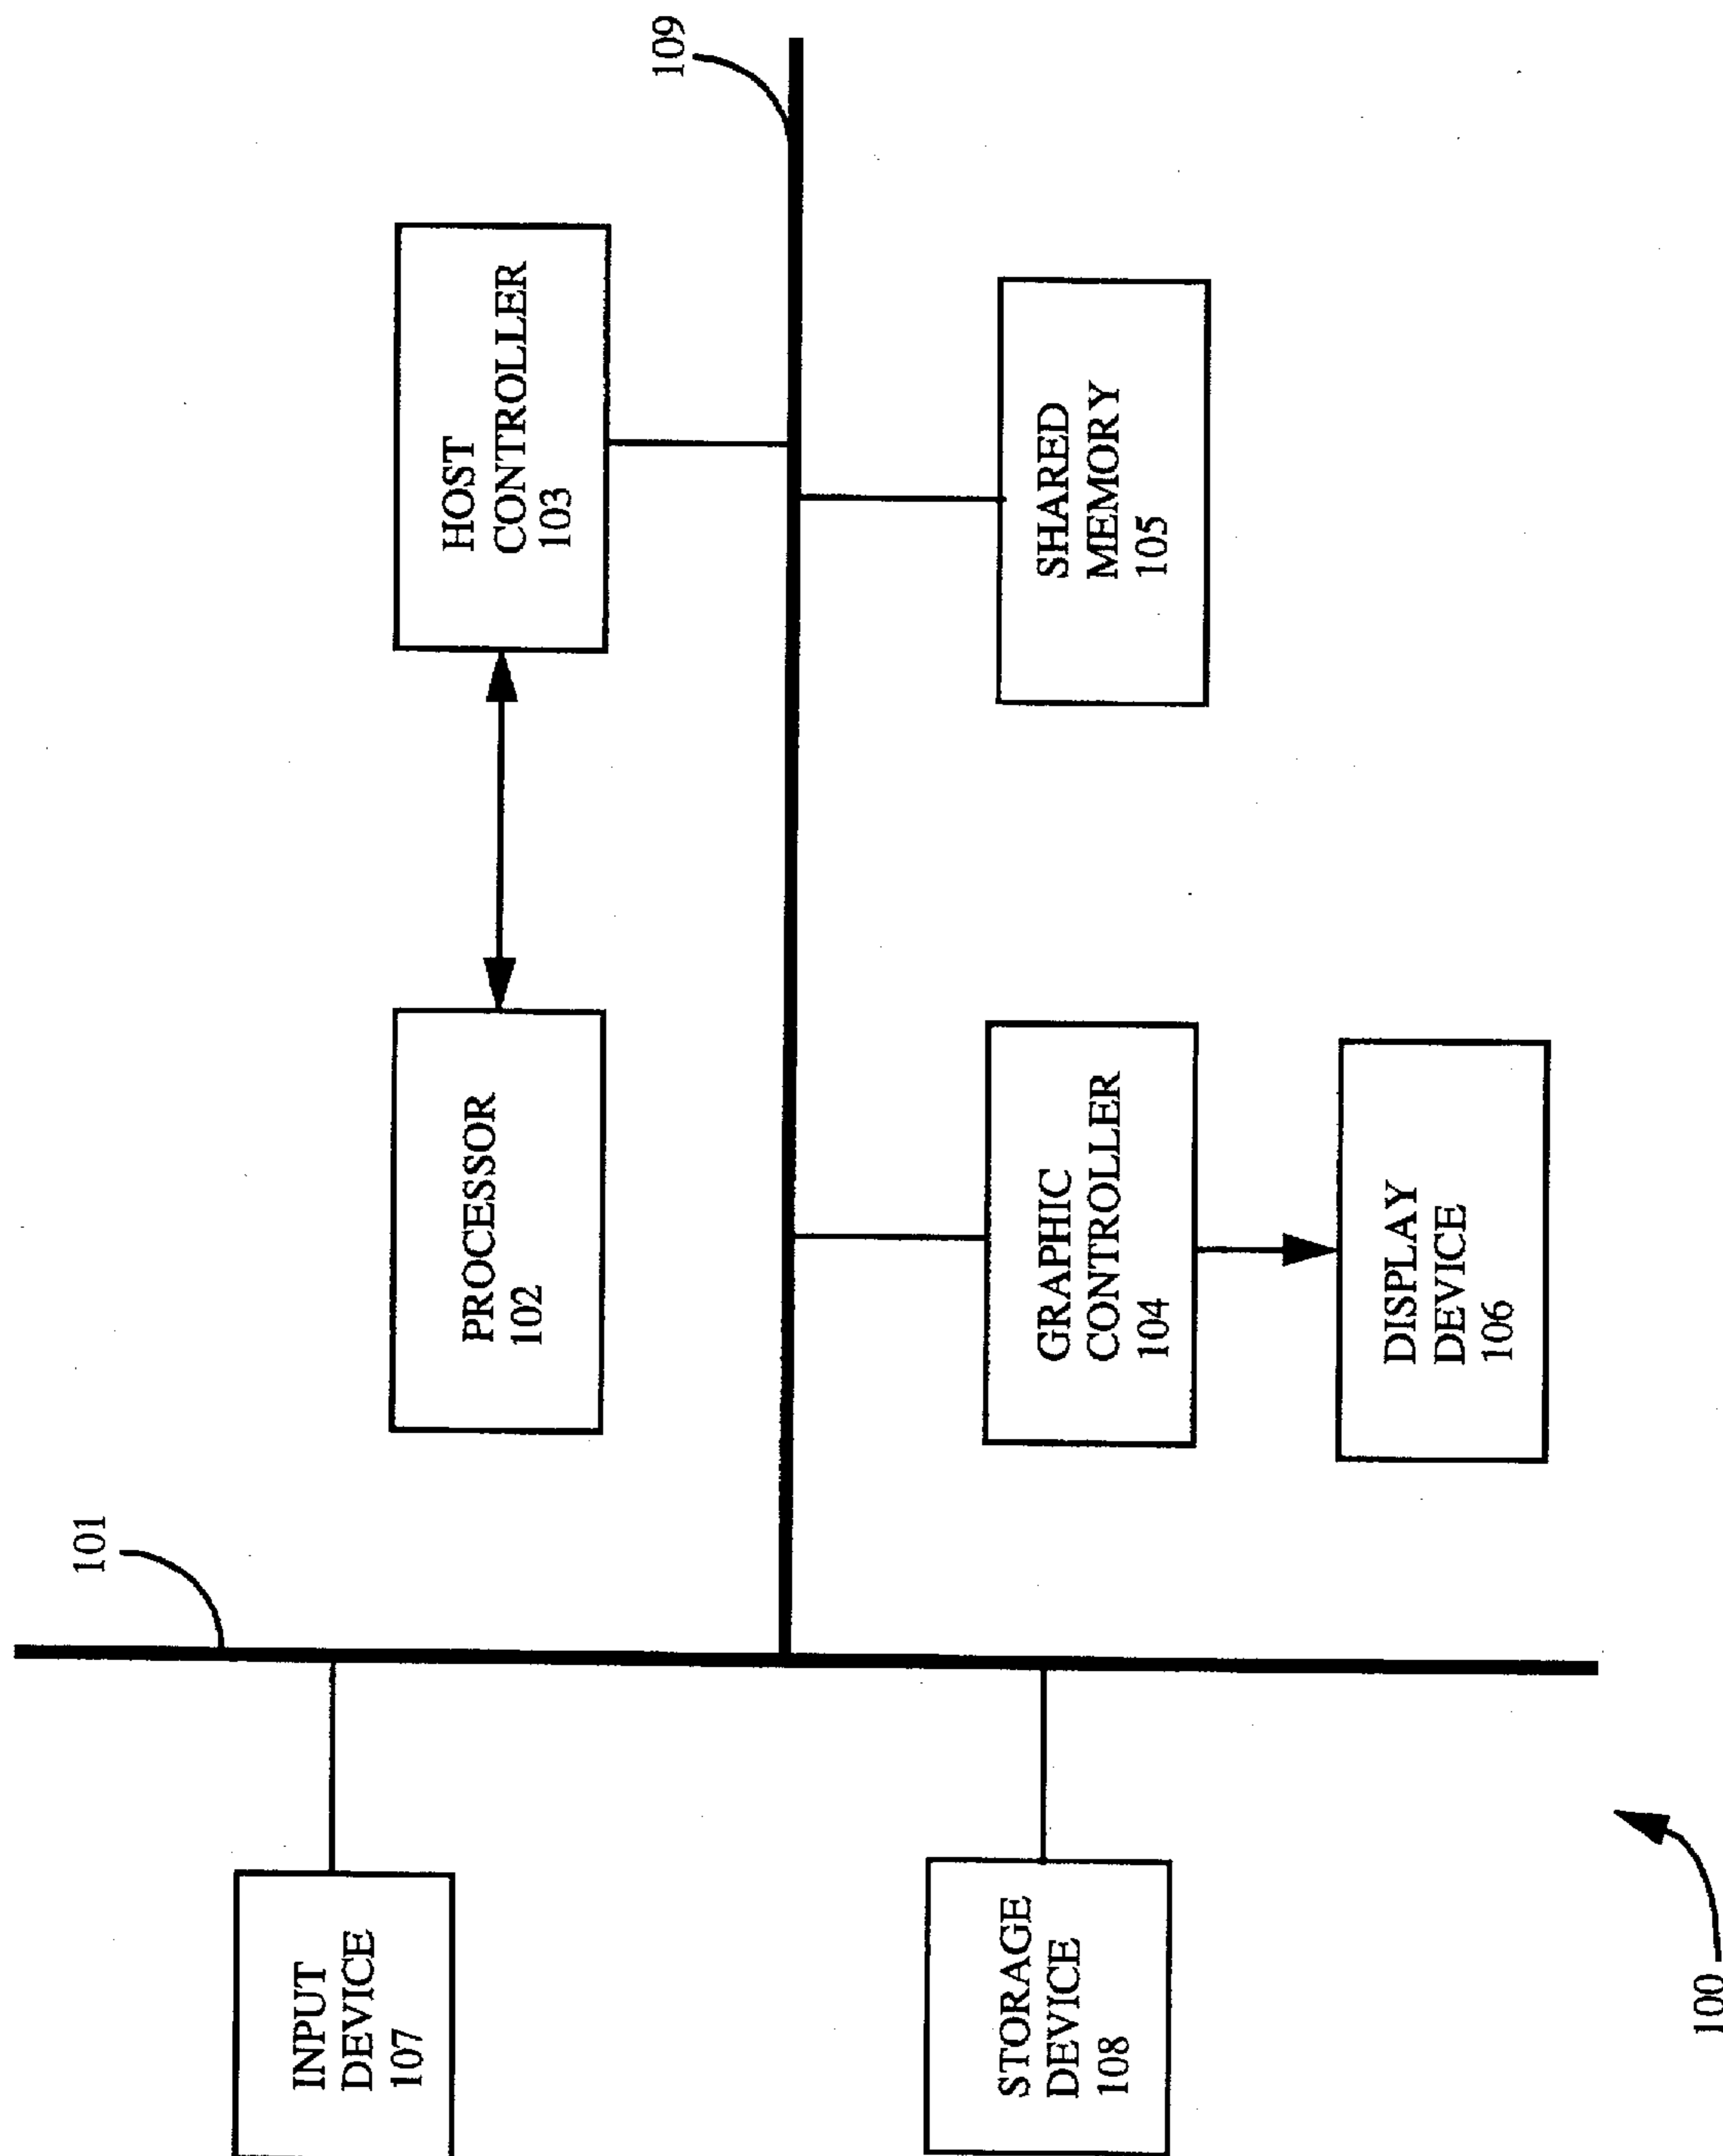 INPUT
DEVICE
107
101
PROCESSOR
102
HOST
CONTROLLER
103
109
STORAGE
DEVICE
108
GRAPHIC
CONTROLLER
104
SHARED
MEMORY
105
DISPLAY
DEVICE
106
100